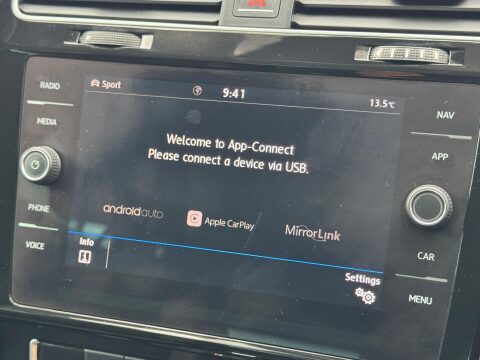 RADIO
MEDIA
PHONE
VOICE
Sport
9:41
13.5°C
Welcome to App-Connect
Please connect a device via USB.
androidauto
Apple CarPlay
MirrorLink
Info
Settings
NAV
APP
CAR
MENU